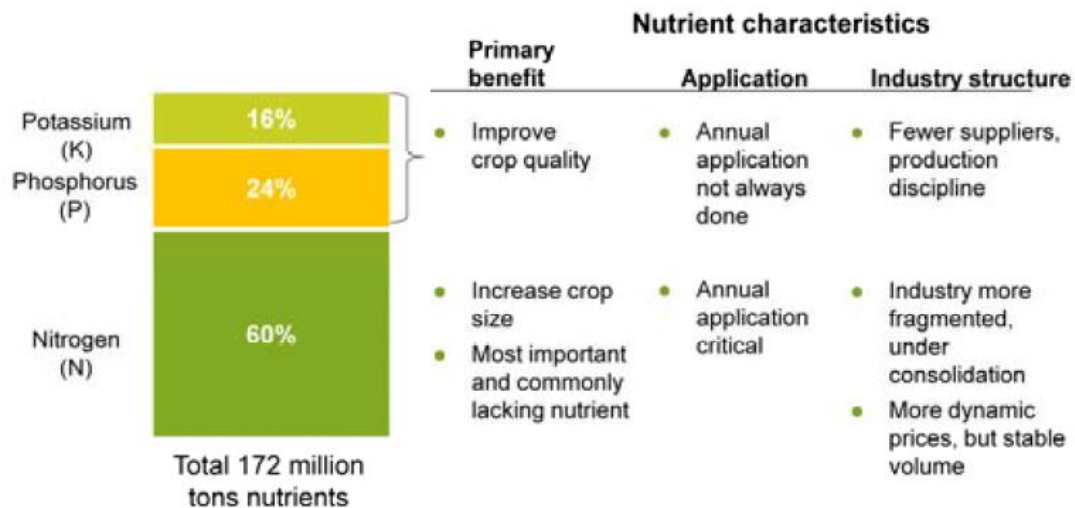 Nutrient characteristics
Primary
benefit
Application
Industry structure
Potassium
(K)
16%
Phosphorus
(P)
24%
Improve
crop quality
Annual
application
not always
done
Fewer suppliers,
production
discipline
Nitrogen
(N)
60%
Increase crop
size
Most important
and commonly
lacking nutrient
Annual
application
critical
Industry more
fragmented,
under
consolidation
More dynamic
prices, but stable
volume
Total 172 million
tons nutrients